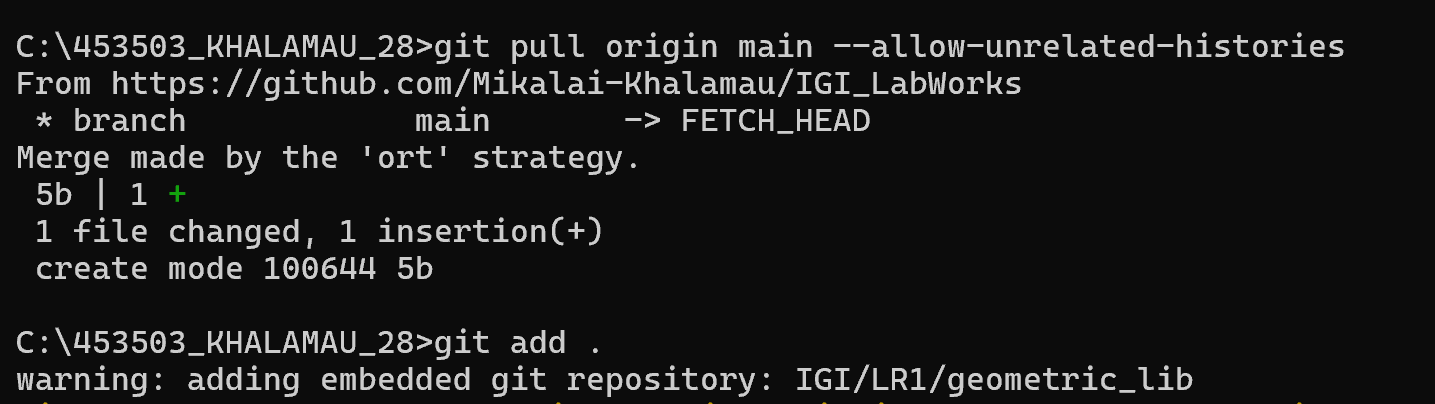 C:\453503_KHALAMAU_28>git pull origin main --allow-unrelated-histories
From https://github.com/Mikalai-Khalamau/IGI_LabWorks
 * branch            main       -> FETCH_HEAD
Merge made by the 'ort' strategy.
 5b | 1 +
 1 file changed, 1 insertion(+)
 create mode 100644 5b
C:\453503_KHALAMAU_28>git add .
warning: adding embedded git repository: IGI/LR1/geometric_lib